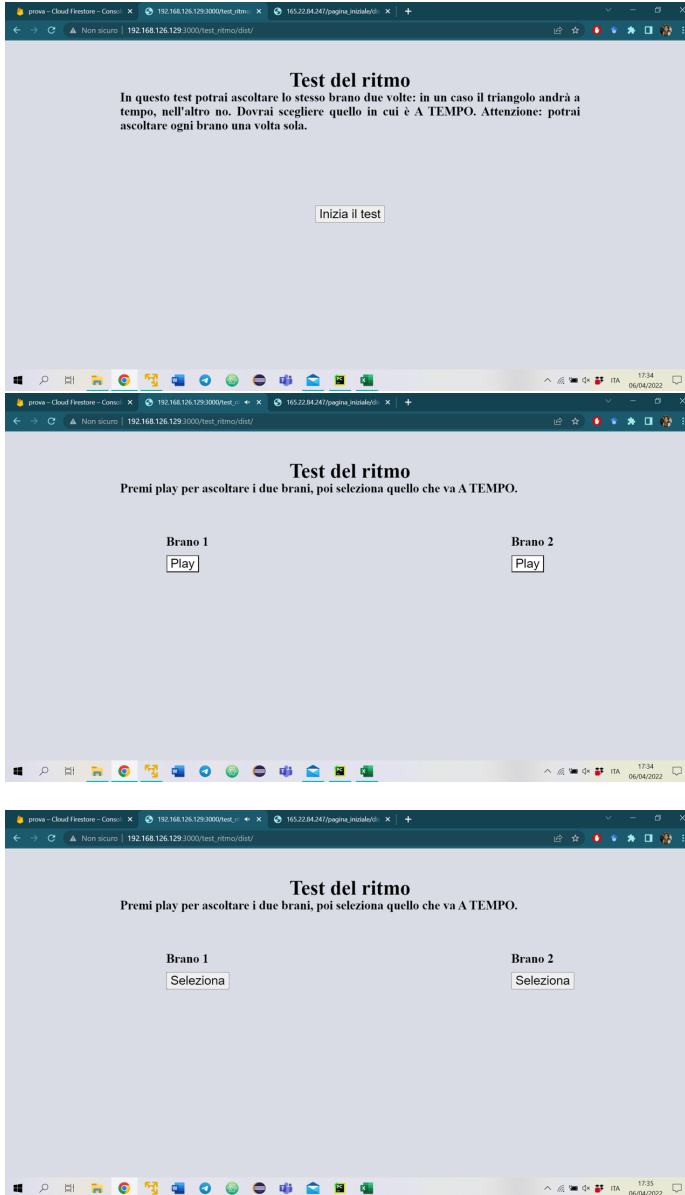 prova – Cloud Firestore – Consol
192.168.126.129:3000/test_ritmo
165.22.84.247/pagina_iniziale/di
Non sicuro | 192.168.126.129:3000/test_ritmo/dist/
Test del ritmo
In questo test potrai ascoltare lo stesso brano due volte: in un caso il triangolo andrà a
tempo, nell'altro no. Dovrai scegliere quello in cui è A TEMPO. Attenzione: potrai
ascoltare ogni brano una volta sola.
Inizia il test
ITA
17:34
06/04/2022
prova – Cloud Firestore – Consol
192.168.126.129:3000/test_ri
165.22.84.247/pagina_iniziale/di
Non sicuro | 192.168.126.129:3000/test_ritmo/dist/
Test del ritmo
Premi play per ascoltare i due brani, poi seleziona quello che va A TEMPO.
Brano 1 Brano 2
Play Play
ITA
17:34
06/04/2022
prova – Cloud Firestore – Consol
192.168.126.129:3000/test_ri
165.22.84.247/pagina_iniziale/di
Non sicuro | 192.168.126.129:3000/test_ritmo/dist/
Test del ritmo
Premi play per ascoltare i due brani, poi seleziona quello che va A TEMPO.
Brano 1 Brano 2
Seleziona Seleziona
ITA
17:35
06/04/2022